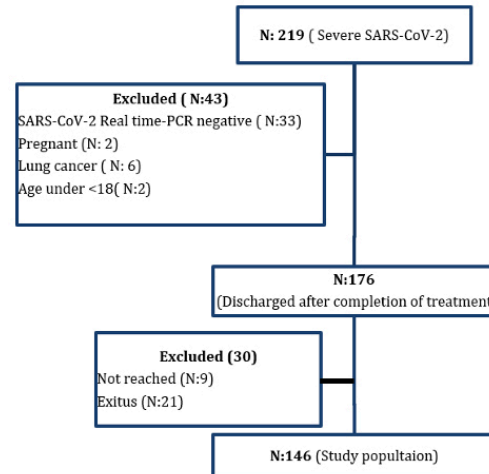 N: 219 ( Severe SARS-CoV-2)
Excluded ( N:43)
SARS-CoV-2 Real time-PCR negative ( N:33)
Pregnant (N: 2)
Lung cancer ( N: 6)
Age under <18( N:2)
N:176
(Discharged after completion of treatment
Excluded (30)
Not reached (N:9)
Exitus (N:21)
N:146 (Study popultaion)